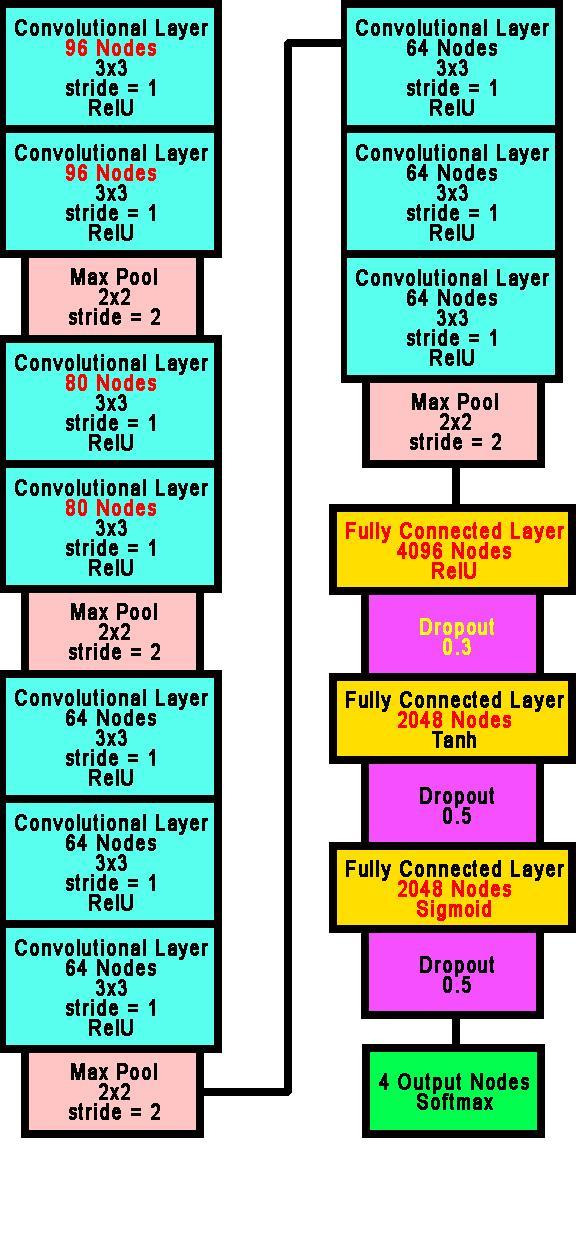 Convolutional Layer
96 Nodes
3x3
stride = 1
RelU
Convolutional Layer
96 Nodes
3x3
stride = 1
RelU
Max Pool
2x2
stride = 2
Convolutional Layer
80 Nodes
3x3
stride = 1
RelU
Convolutional Layer
80 Nodes
3x3
stride = 1
RelU
Max Pool
2x2
stride = 2
Convolutional Layer
64 Nodes
3x3
stride = 1
RelU
Convolutional Layer
64 Nodes
3x3
stride = 1
RelU
Convolutional Layer
64 Nodes
3x3
stride = 1
RelU
Max Pool
2x2
stride = 2
Convolutional Layer
64 Nodes
3x3
stride = 1
RelU
Convolutional Layer
64 Nodes
3x3
stride = 1
RelU
Convolutional Layer
64 Nodes
3x3
stride = 1
RelU
Max Pool
2x2
stride = 2
Fully Connected Layer
4096 Nodes
RelU
Dropout
0.3
Fully Connected Layer
2048 Nodes
Tanh
Dropout
0.5
Fully Connected Layer
2048 Nodes
Sigmoid
Dropout
0.5
4 Output Nodes
Softmax